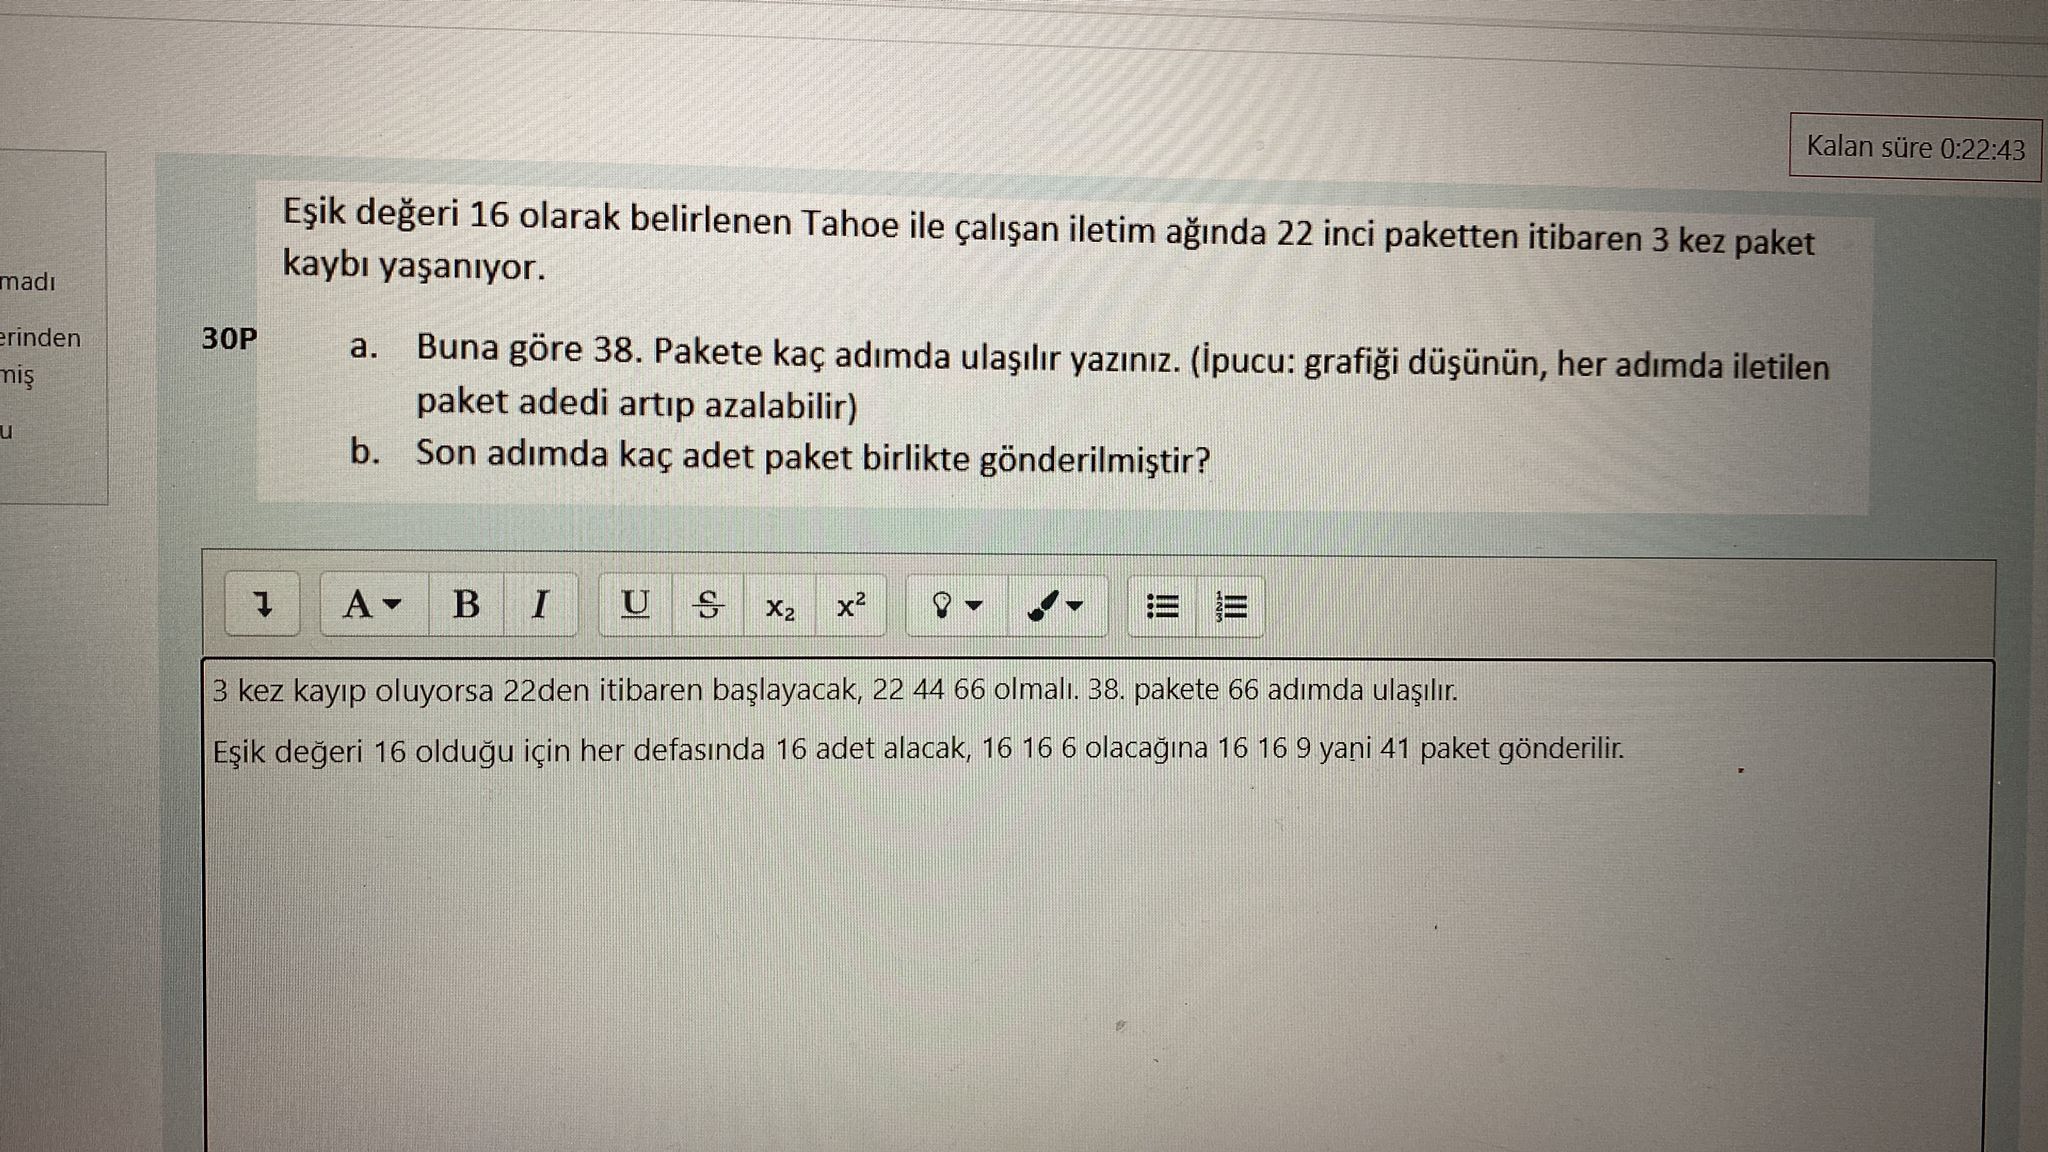 Kalan süre 0:22:43
Eşik değeri 16 olarak belirlenen Tahoe ile çalışan iletim ağında 22 inci paketten itibaren 3 kez paket
kaybı yaşanıyor.
madı
erinden
miş
u
30P
a. Buna göre 38. Pakete kaç adımda ulaşılır yazınız. (İpucu: grafiği düşünün, her adımda iletilen
paket adedi artıp azalabilir)
b. Son adımda kaç adet paket birlikte gönderilmiştir?
A B I U S x₂ x²
3 kez kayıp oluyorsa 22den itibaren başlayacak, 22 44 66 olmalı. 38. pakete 66 adımda ulaşılır.
Eşik değeri 16 olduğu için her defasında 16 adet alacak, 16 16 6 olacağına 16 16 9 yani 41 paket gönderilir.